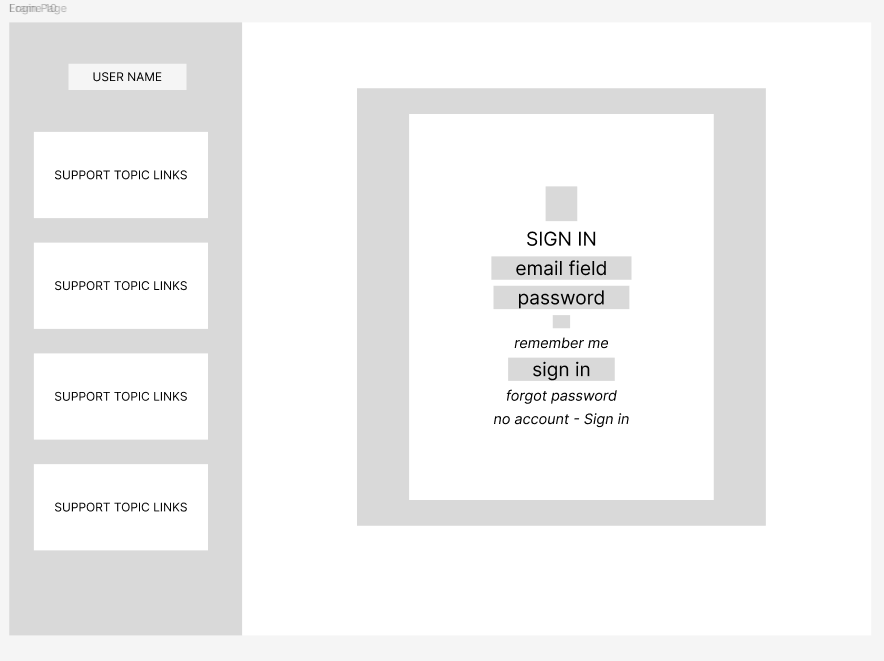 USER NAME
SUPPORT TOPIC LINKS
SUPPORT TOPIC LINKS
SUPPORT TOPIC LINKS
SUPPORT TOPIC LINKS
SIGN IN
email field
password
remember me
sign in
forgot password
no account - Sign in